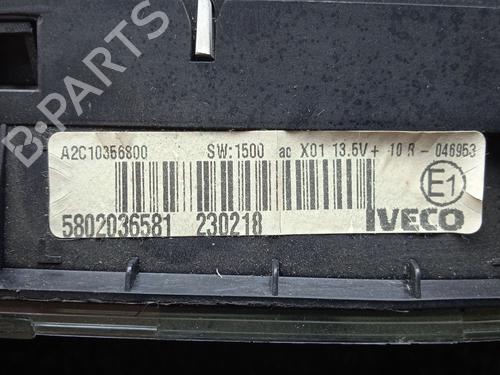 B-PARTS
A2C10356800 SW:1500 ac X01 13.5V+ 10 R - 046953
E1
5802036581 230218 IVECO